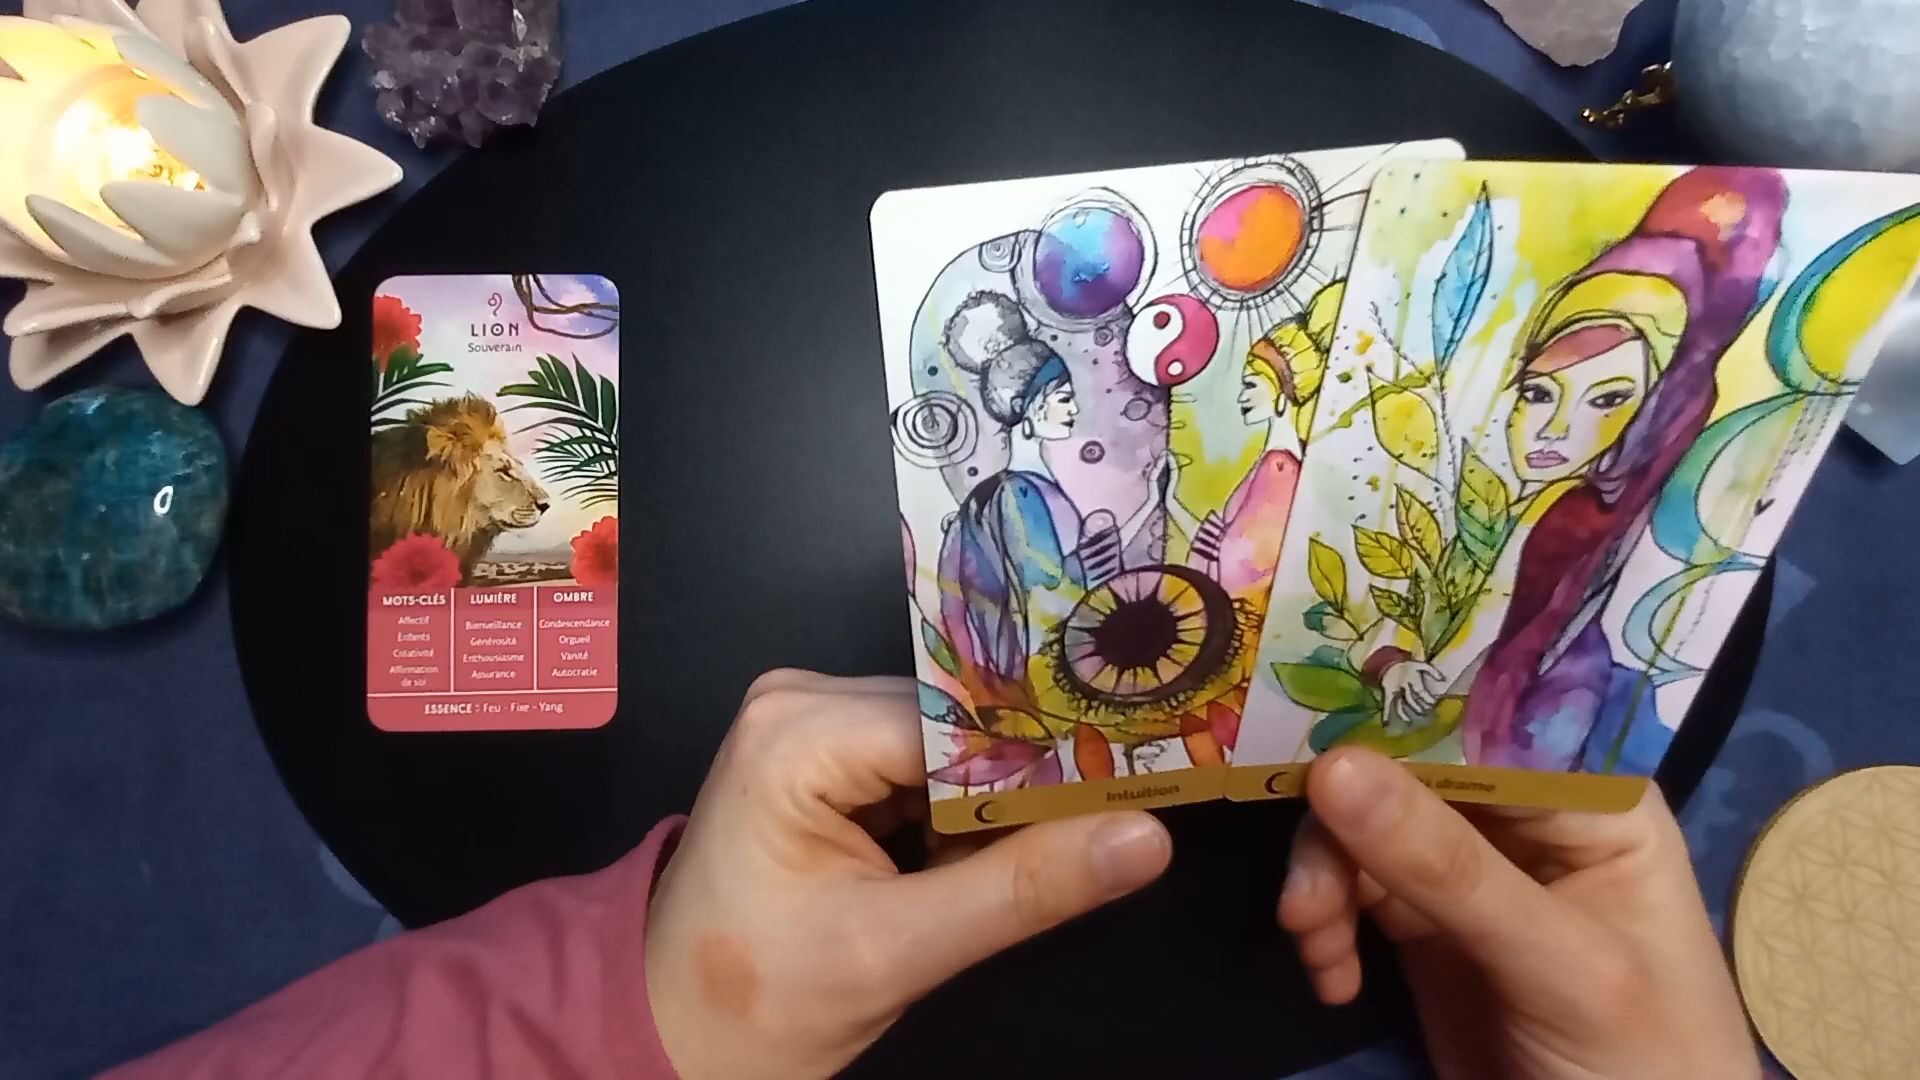 LION
Souverain
MOTS-CLÉS
Affectif
Enfants
Créativité
Affirmation
de soi
LUMIÈRE
Bienveillance
Générosité
Enthousiasme
Assurance
OMBRE
Condescendance
Orgueil
Vanité
Autocratie
ESSENCE : Feu - Fixe - Yang
Intuition
drame